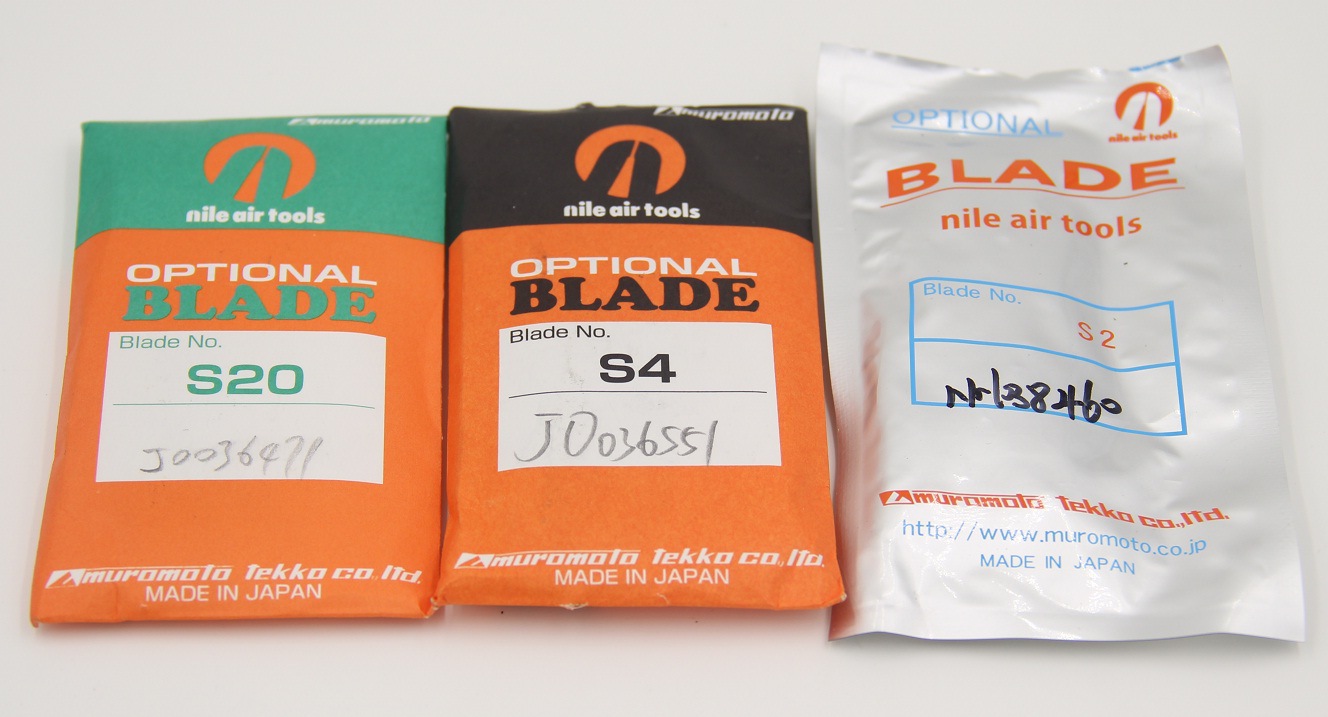 muromoto
nile air tools
OPTIONAL
BLADE
Blade No.
S20
J0036471
muromoto tekko co.,ltd.
MADE IN JAPAN
muromoto
nile air tools
OPTIONAL
BLADE
Blade No.
S4
J0036551
muromoto tekko co.,ltd.
MADE IN JAPAN
OPTIONAL
nile air tools
BLADE
nile air tools
Blade No.
S2
muromoto tekko co.,ltd.
http://www.muromoto.co.jp
MADE IN JAPAN